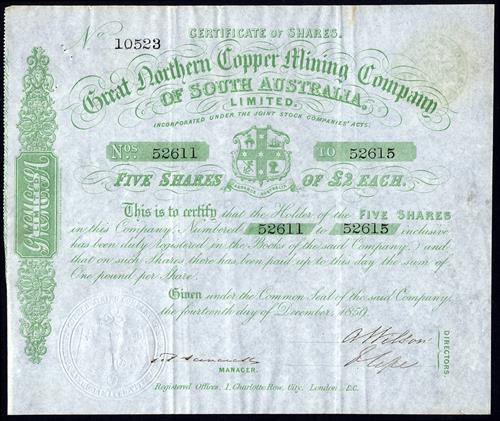 CERTIFICATE OF SHARES.
No 10523
Great Northern Copper Mining Company
OF SOUTH AUSTRALIA,
LIMITED.
INCORPORATED UNDER THE JOINT STOCK COMPANIES' ACTS.
Nos. 52611 TO 52615
ADVANCE AUSTRALIA
FIVE SHARES OF £2 EACH.
This is to certify that the Holder of the FIVE SHARES
in this Company, Numbered 52611 to 52615 inclusive
has been duly Registered in the Books of the said Company, and
that on such Shares there has been paid up to this day the sum of
One pound per Share.
Given under the Common Seal of the said Company,
the fourteenth day of December, 1859.
A Wilson
J Pope
DIRECTORS.
MANAGER.
Registered Offices, 1, Charlotte Row, City, London. E.C.